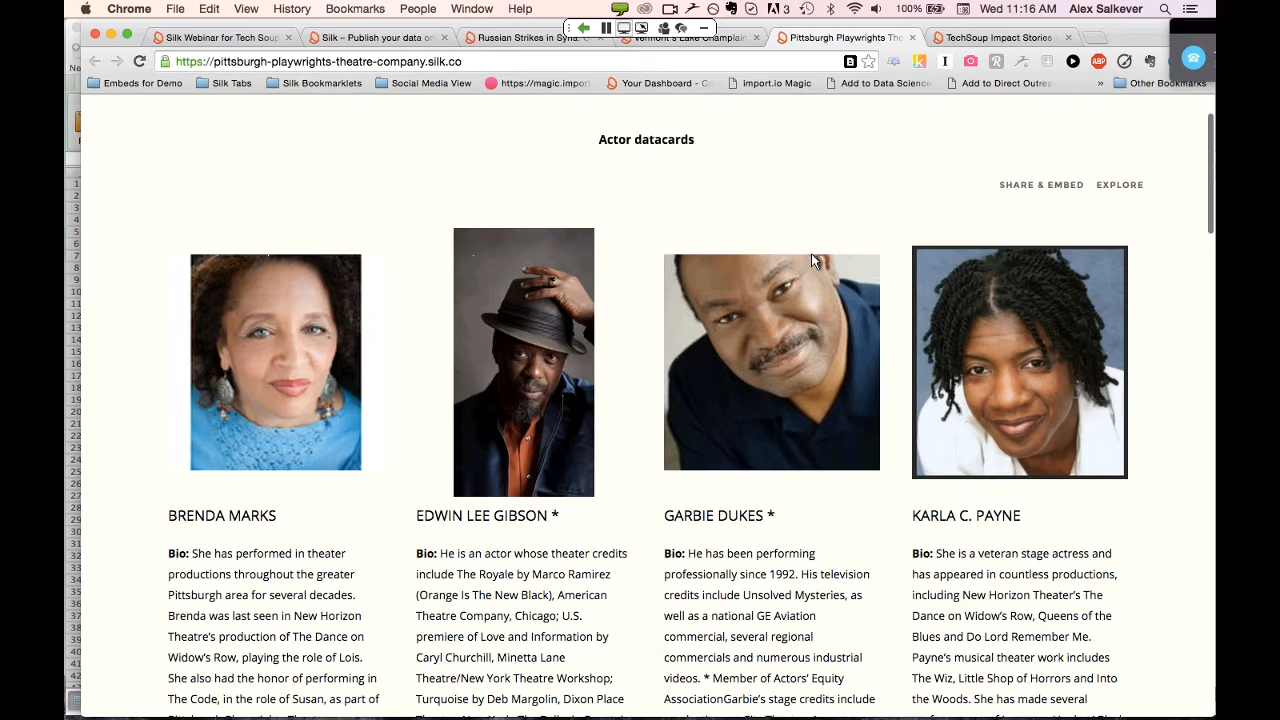 Chrome File Edit View History Bookmarks People Window Help 3 100% Wed 11:16 AM Alex Salkever
Silk Webinar for Tech Soup × Silk – Publish your data on × Russian Strikes in Syria. × Vermont's Lake Champlain × Pittsburgh Playwrights The × TechSoup Impact Stories ×
https://pittsburgh-playwrights-theatre-company.silk.co
Embeds for Demo Silk Tabs Silk Bookmarklets Social Media View https://magic.import Your Dashboard - Cou import.io Magic Add to Data Science Add to Direct Outrea » Other Bookmarks
Actor datacards
SHARE & EMBED EXPLORE
BRENDA MARKS
Bio: She has performed in theater
productions throughout the greater
Pittsburgh area for several decades.
Brenda was last seen in New Horizon
Theatre's production of The Dance on
Widow's Row, playing the role of Lois.
She also had the honor of performing in
The Code, in the role of Susan, as part of
EDWIN LEE GIBSON *
Bio: He is an actor whose theater credits
include The Royale by Marco Ramirez
(Orange Is The New Black), American
Theatre Company, Chicago; U.S.
premiere of Love and Information by
Caryl Churchill, Minetta Lane
Theatre/New York Theatre Workshop;
Turquoise by Deb Margolin, Dixon Place
GARBIE DUKES *
Bio: He has been performing
professionally since 1992. His television
credits include Unsolved Mysteries, as
well as a national GE Aviation
commercial, several regional
commercials and numerous industrial
videos. * Member of Actors' Equity
AssociationGarbie's stage credits include
KARLA C. PAYNE
Bio: She is a veteran stage actress and
has appeared in countless productions,
including New Horizon Theater's The
Dance on Widow's Row, Queens of the
Blues and Do Lord Remember Me.
Payne's musical theater work includes
The Wiz, Little Shop of Horrors and Into
the Woods. She has made several